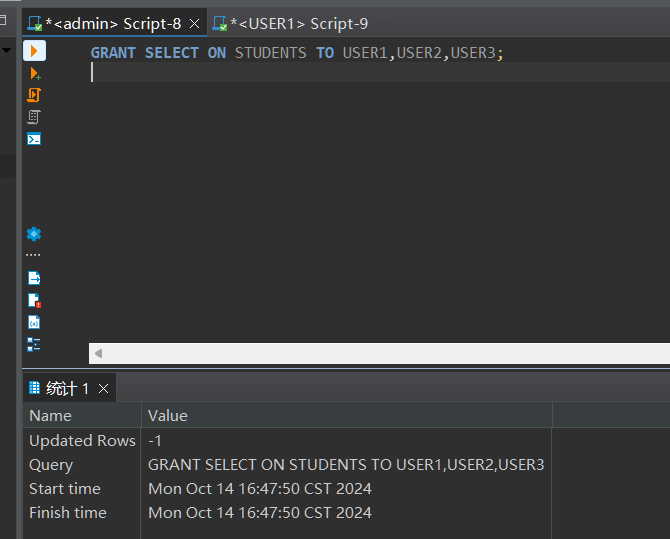 *<admin> Script-8
*<USER1> Script-9
GRANT SELECT ON STUDENTS TO USER1,USER2,USER3;
统计 1
Name Value
Updated Rows -1
Query GRANT SELECT ON STUDENTS TO USER1,USER2,USER3
Start time Mon Oct 14 16:47:50 CST 2024
Finish time Mon Oct 14 16:47:50 CST 2024